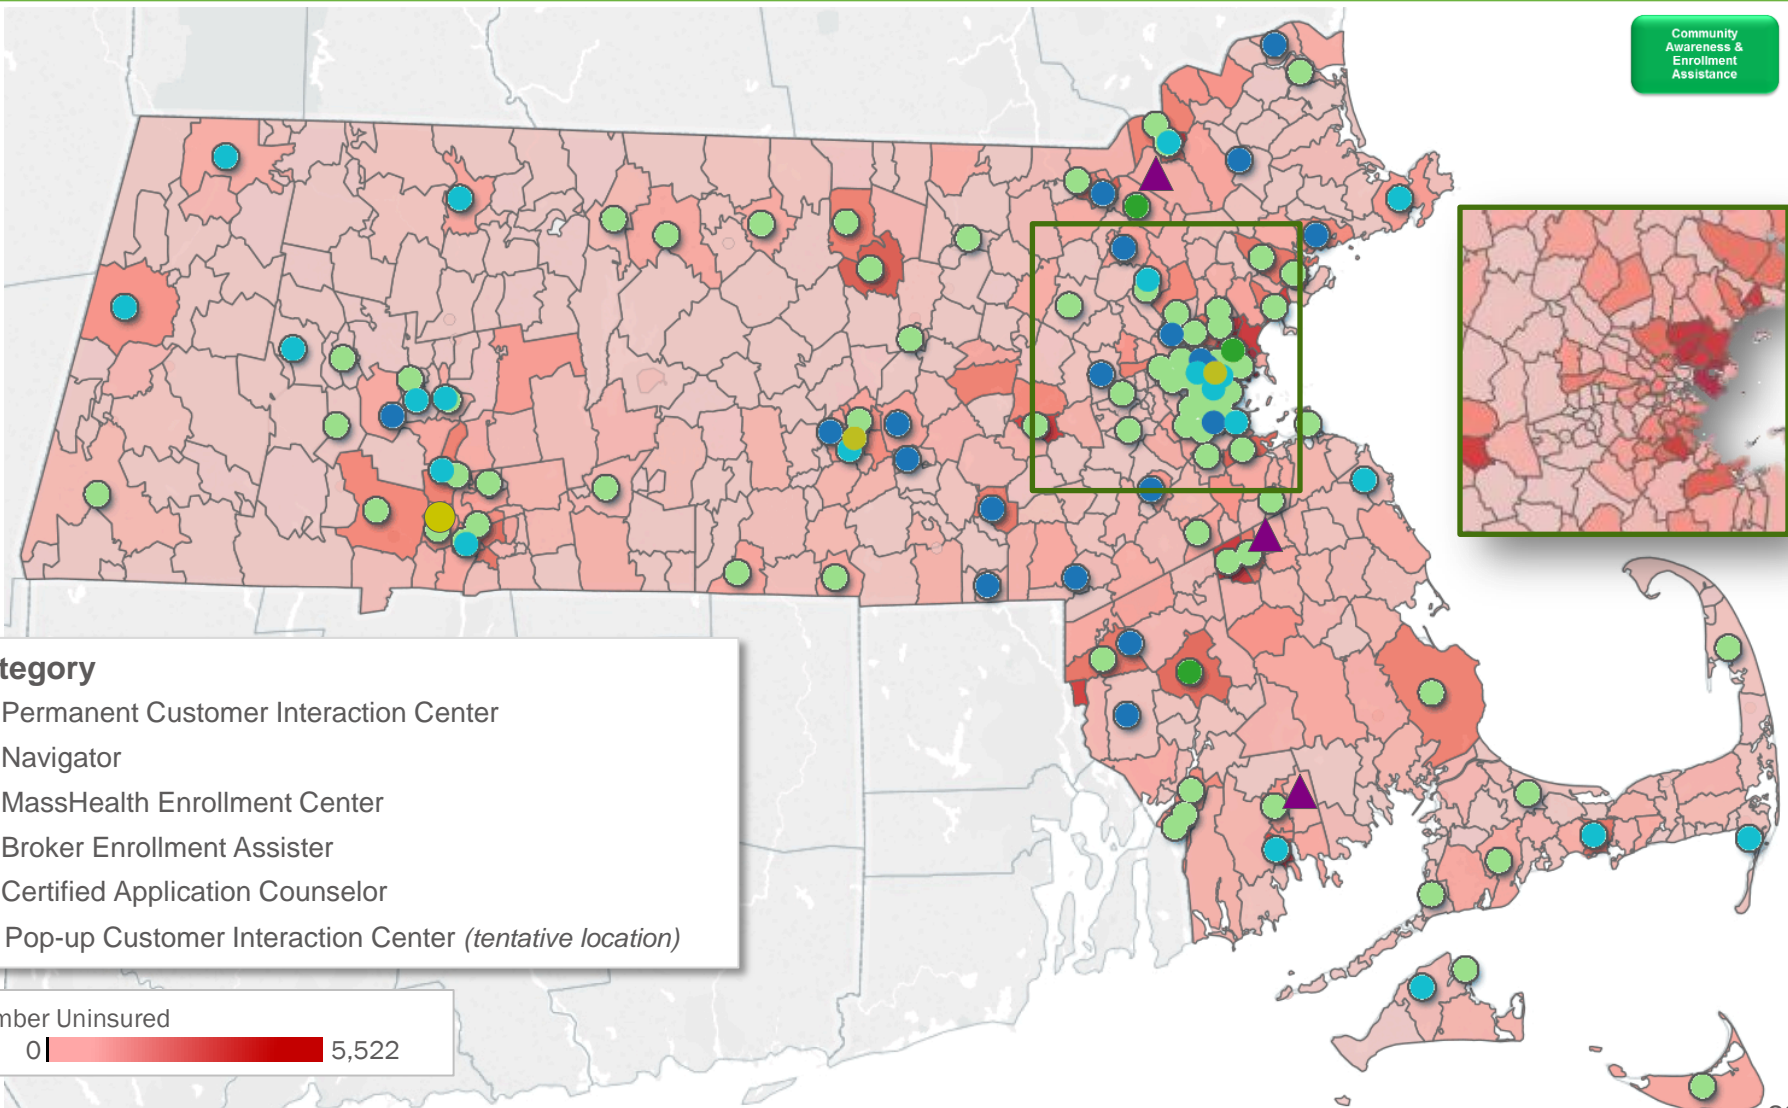 Community
Awareness &
Enrollment
Assistance
tegory
Permanent Customer Interaction Center
Navigator
MassHealth Enrollment Center
Broker Enrollment Assister
Certified Application Counselor
Pop-up Customer Interaction Center (tentative location)
mber Uninsured
0 5,522